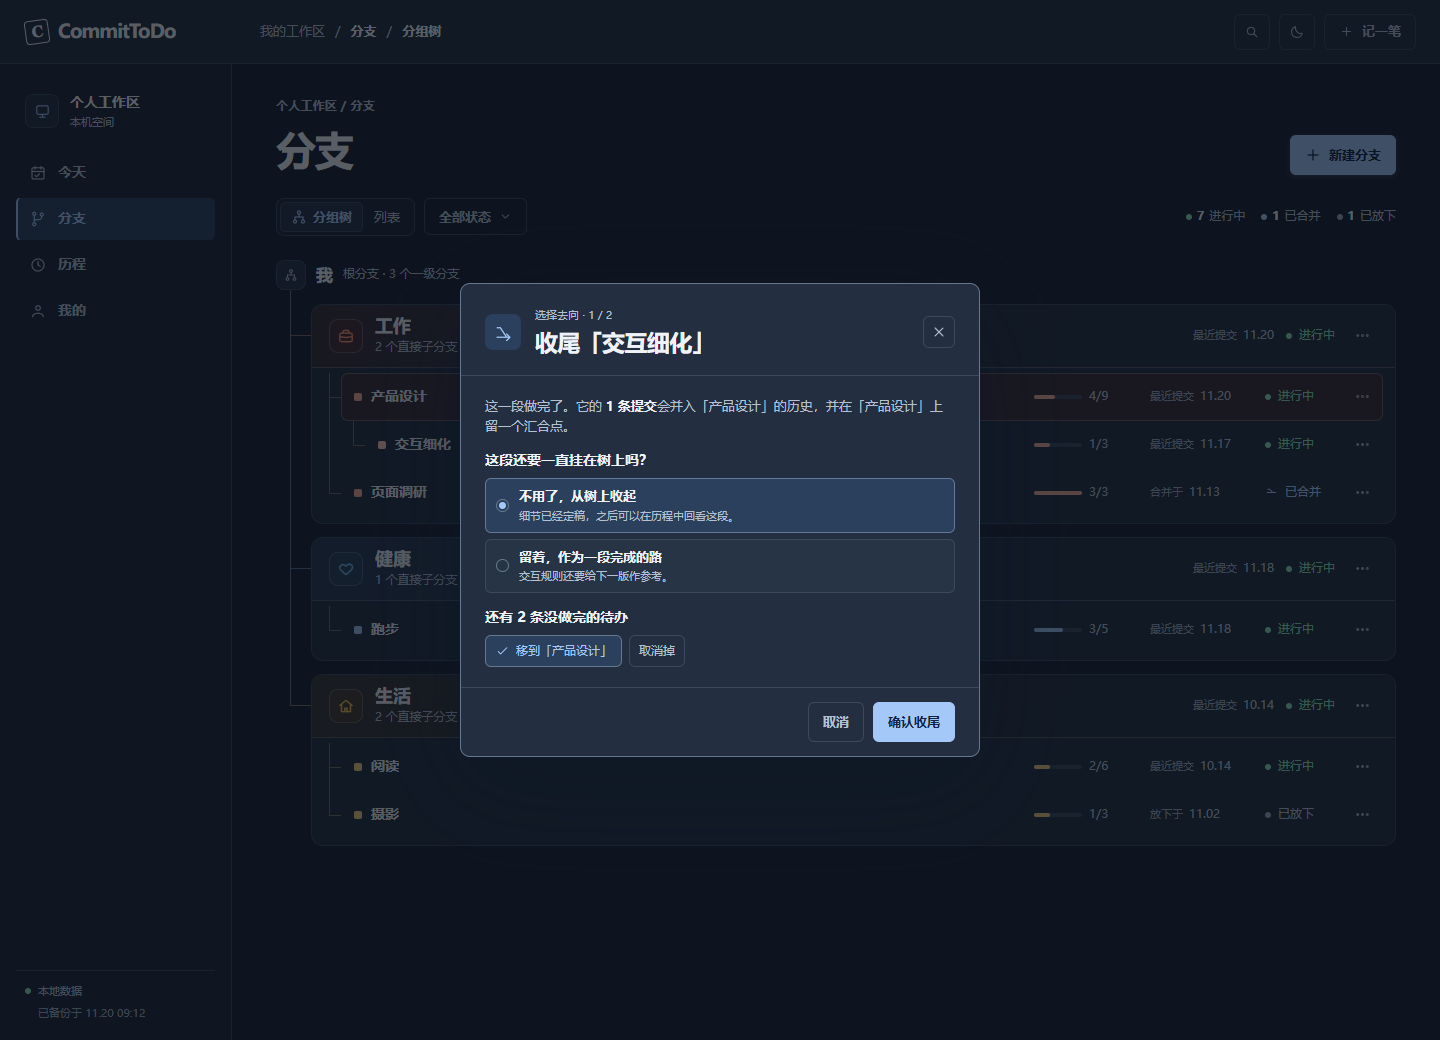 C CommitToDo
我的工作区 / 分支 / 分组树
记一笔
个人工作区
本机空间
今天
分支
历程
我的
本地数据
已备份于 11.20 09:12
个人工作区 / 分支
分支
新建分支
分组树
列表
全部状态
7 进行中
1 已合并
1 已放下
我 根分支 · 3 个一级分支
工作
2 个直接子分支
最近提交 11.20 进行中
产品设计 4/9 最近提交 11.20 进行中
交互细化 1/3 最近提交 11.17 进行中
页面调研 3/3 合并于 11.13 已合并
健康
1 个直接子分支
最近提交 11.18 进行中
跑步 3/5 最近提交 11.18 进行中
生活
2 个直接子分支
最近提交 10.14 进行中
阅读 2/6 最近提交 10.14 进行中
摄影 1/3 放下于 11.02 已放下
选择去向 · 1 / 2
收尾「交互细化」
这一段做完了。它的 1 条提交会并入「产品设计」的历史，并在「产品设计」上
留一个汇合点。
这段还要一直挂在树上吗？
不用了，从树上收起
细节已经定稿，之后可以在历程中回看这段。
留着，作为一段完成的路
交互规则还要给下一版作参考。
还有 2 条没做完的待办
移到「产品设计」
取消掉
取消
确认收尾